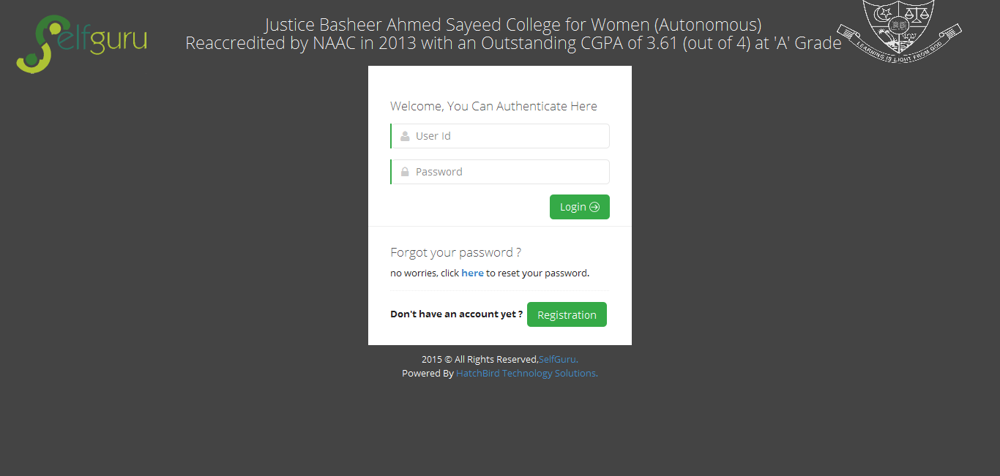 Selfguru
Justice Basheer Ahmed Sayeed College for Women (Autonomous)
Reaccredited by NAAC in 2013 with an Outstanding CGPA of 3.61 (out of 4) at 'A' Grade
LEARNING IS LIGHT FROM GOD
Welcome, You Can Authenticate Here
User Id
Password
Login
Forgot your password ?
no worries, click here to reset your password.
Don't have an account yet ? Registration
2015 © All Rights Reserved,SelfGuru.
Powered By HatchBird Technology Solutions.